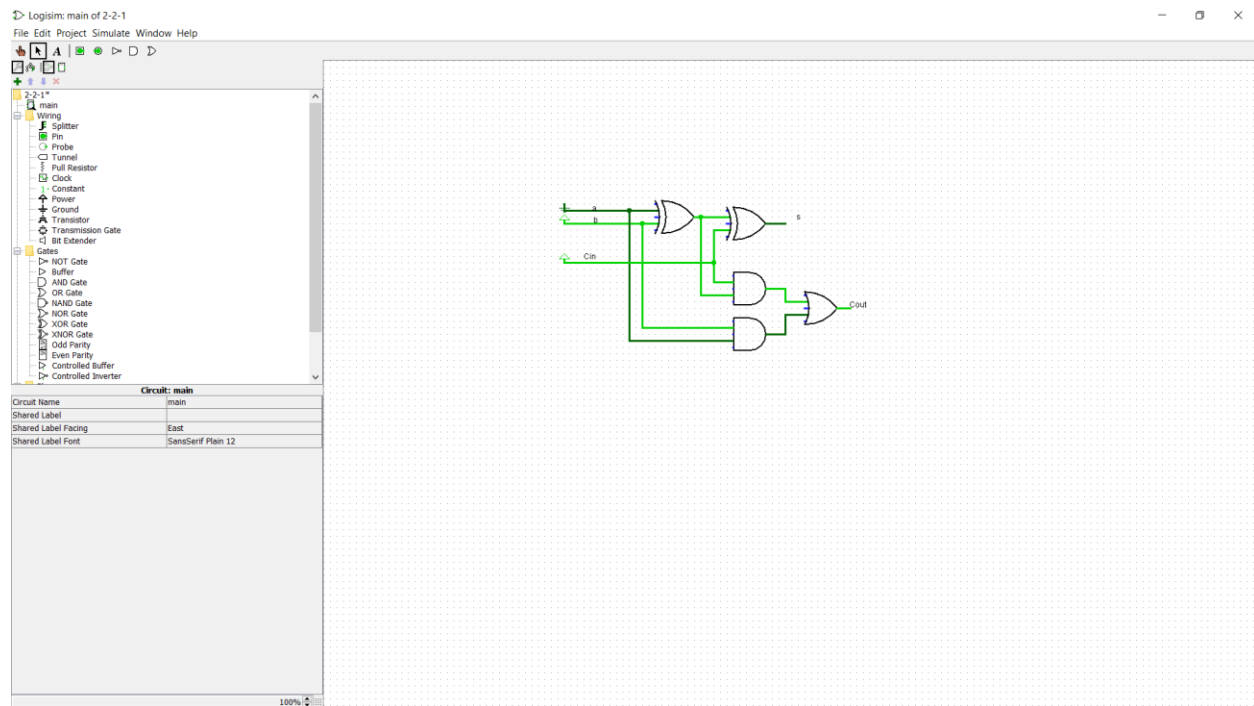 Logisim: main of 2-2-1
File Edit Project Simulate Window Help
A
2-2-1*
main
Wiring
Splitter
Pin
Probe
Tunnel
Pull Resistor
Clock
1 Constant
Power
Ground
Transistor
Transmission Gate
Bit Extender
Gates
NOT Gate
Buffer
AND Gate
OR Gate
NAND Gate
NOR Gate
XOR Gate
XNOR Gate
Odd Parity
Even Parity
Controlled Buffer
Controlled Inverter
Circuit: main
Circuit Name main
Shared Label
Shared Label Facing East
Shared Label Font SansSerif Plain 12
100%
a
b
s
Cin
Cout